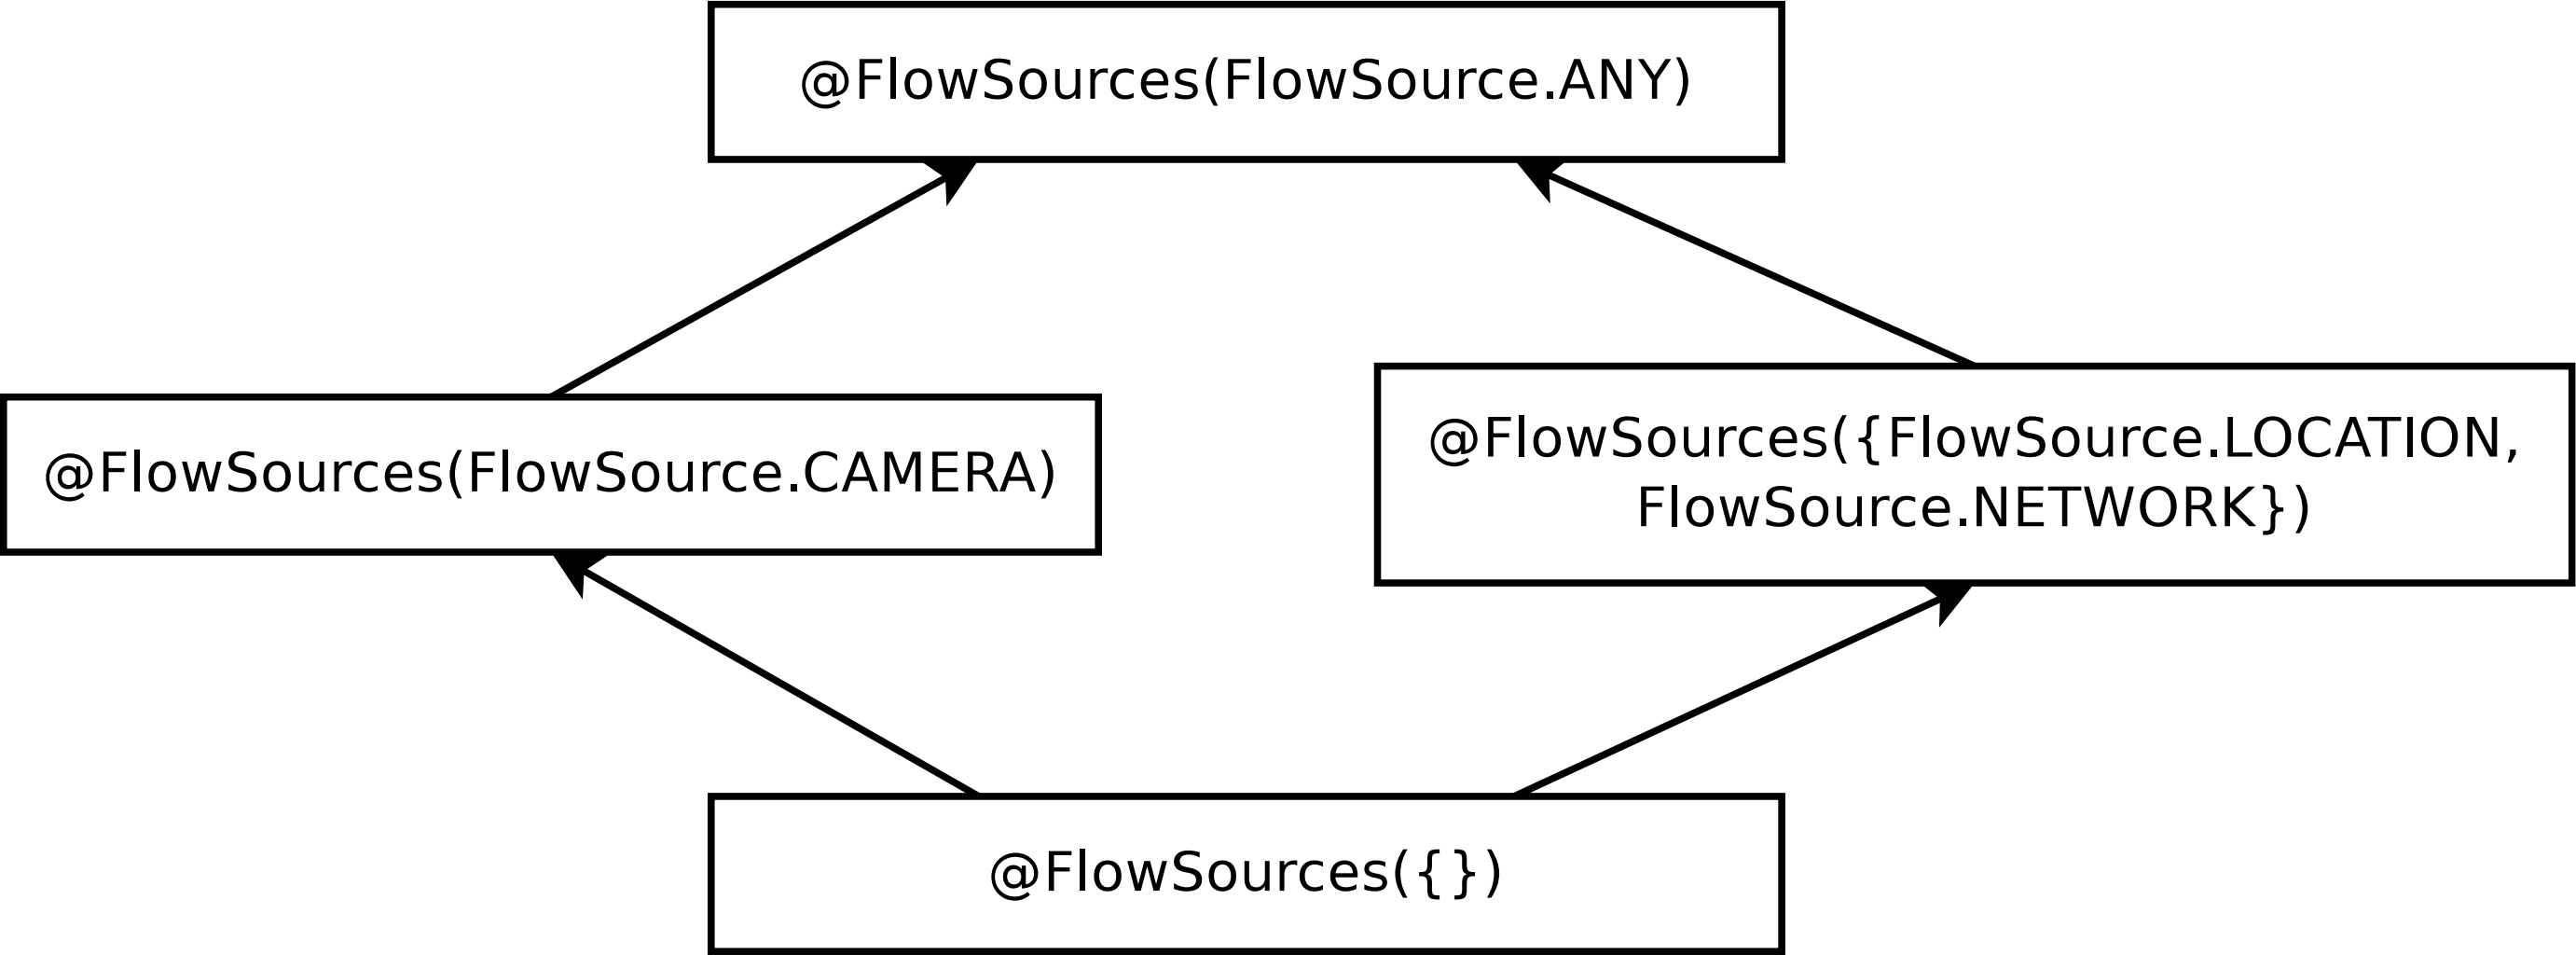 @FlowSources(FlowSource.ANY)
@FlowSources(FlowSource.CAMERA)
@FlowSources({FlowSource.LOCATION,
FlowSource.NETWORK})
@FlowSources({})